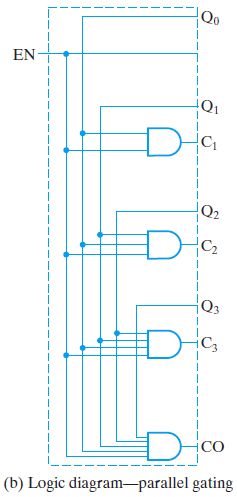 Q₀
EN
Q₁
C₁
Q₂
C₂
Q₃
C₃
CO
(b) Logic diagram—parallel gating